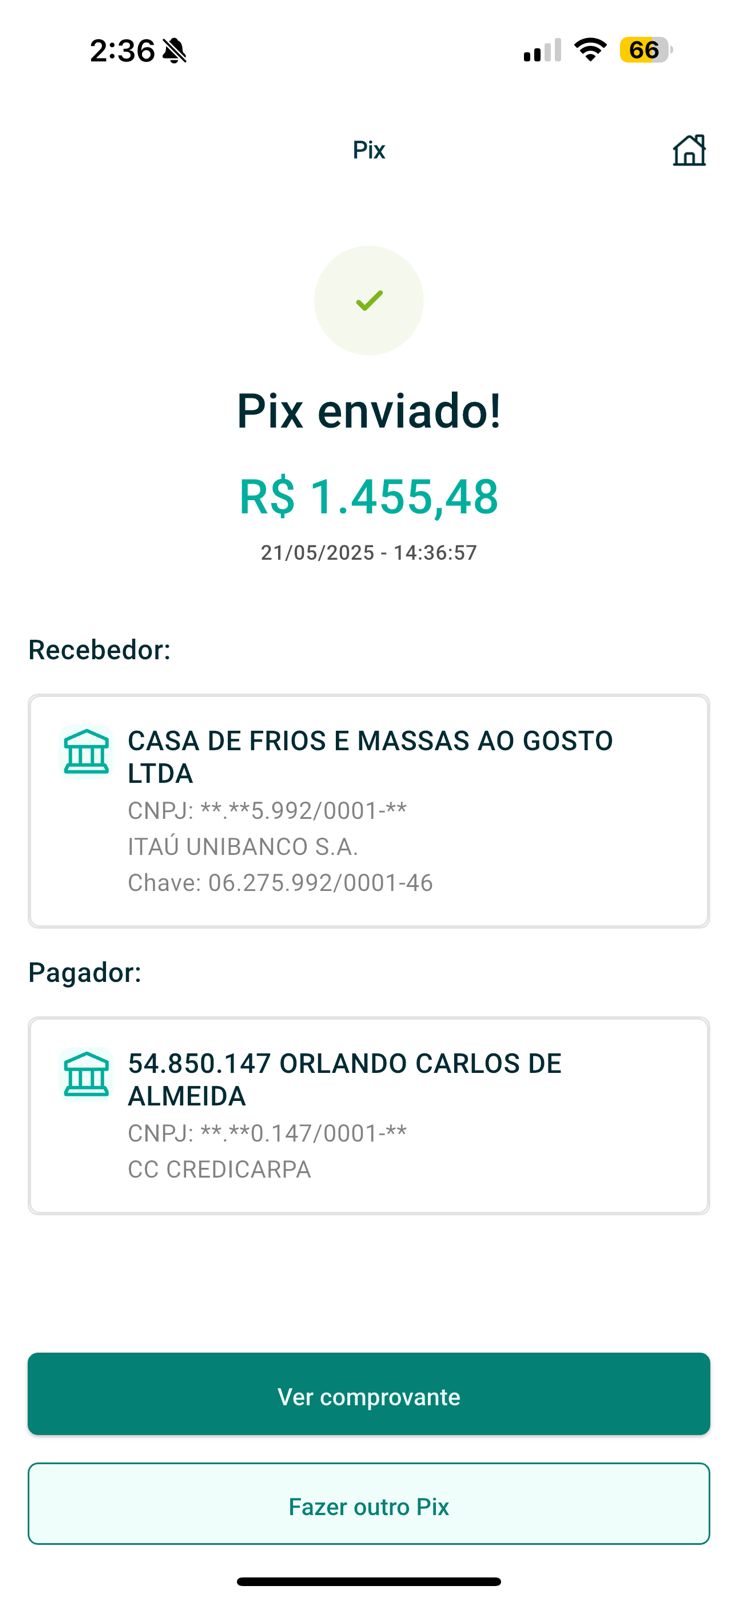 2:36
66
Pix
Pix enviado!
R$ 1.455,48
21/05/2025 - 14:36:57
Recebedor:
CASA DE FRIOS E MASSAS AO GOSTO
LTDA
CNPJ: **.**5.992/0001-**
ITAÚ UNIBANCO S.A.
Chave: 06.275.992/0001-46
Pagador:
54.850.147 ORLANDO CARLOS DE
ALMEIDA
CNPJ: **.**0.147/0001-**
CC CREDICARPA
Ver comprovante
Fazer outro Pix